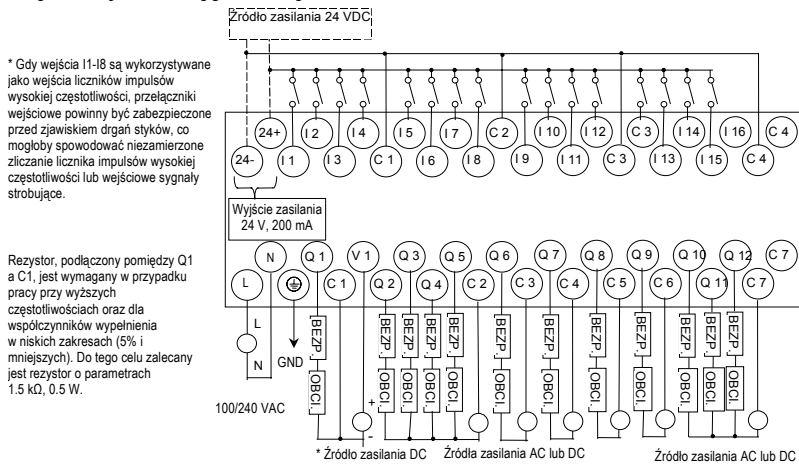 Źródło zasilania 24 VDC
* Gdy wejścia I1-I8 są wykorzystywane
jako wejścia liczników impulsów
wysokiej częstotliwości, przełączniki
wejściowe powinny być zabezpieczone
przed zjawiskiem drgań styków, co
mogłoby spowodować niezamierzone
zliczanie licznika impulsów wysokiej
częstotliwości lub wejściowe sygnały
strobujące.
24+ I 2 I 4 I 5 I 7 C 2 I 10 I 12 C 3 I 14 I 16 C 4
24- I 1 I 3 C 1 I 6 I 8 I 9 I 11 C 3 I 13 I 15 C 4
Wyjście zasilania
24 V, 200 mA
Rezystor, podłączony pomiędzy Q1
a C1, jest wymagany w przypadku
pracy przy wyższych
częstotliwościach oraz dla
współczynników wypełnienia
w niskich zakresach (5% i
mniejszych). Do tego celu zalecany
jest rezystor o parametrach
1.5 kΩ, 0.5 W.
N Q 1 V 1 Q 3 Q 5 Q 6 Q 7 Q 8 Q 9 Q 10 Q 12 C 7
L C 1 Q 2 Q 4 C 2 C 3 C 4 C 5 C 6 Q 11 C 7
L
N
GND
100/240 VAC
BEZP. BEZP. BEZP. BEZP. BEZP. BEZP. BEZP. BEZP. BEZP. BEZP. BEZP. BEZP.
OBCI. OBCI. OBCI. OBCI. OBCI. OBCI. OBCI. OBCI. OBCI. OBCI. OBCI. OBCI.
+
-
* Źródło zasilania DC
Źródła zasilania AC lub DC
Źródło zasilania AC lub DC